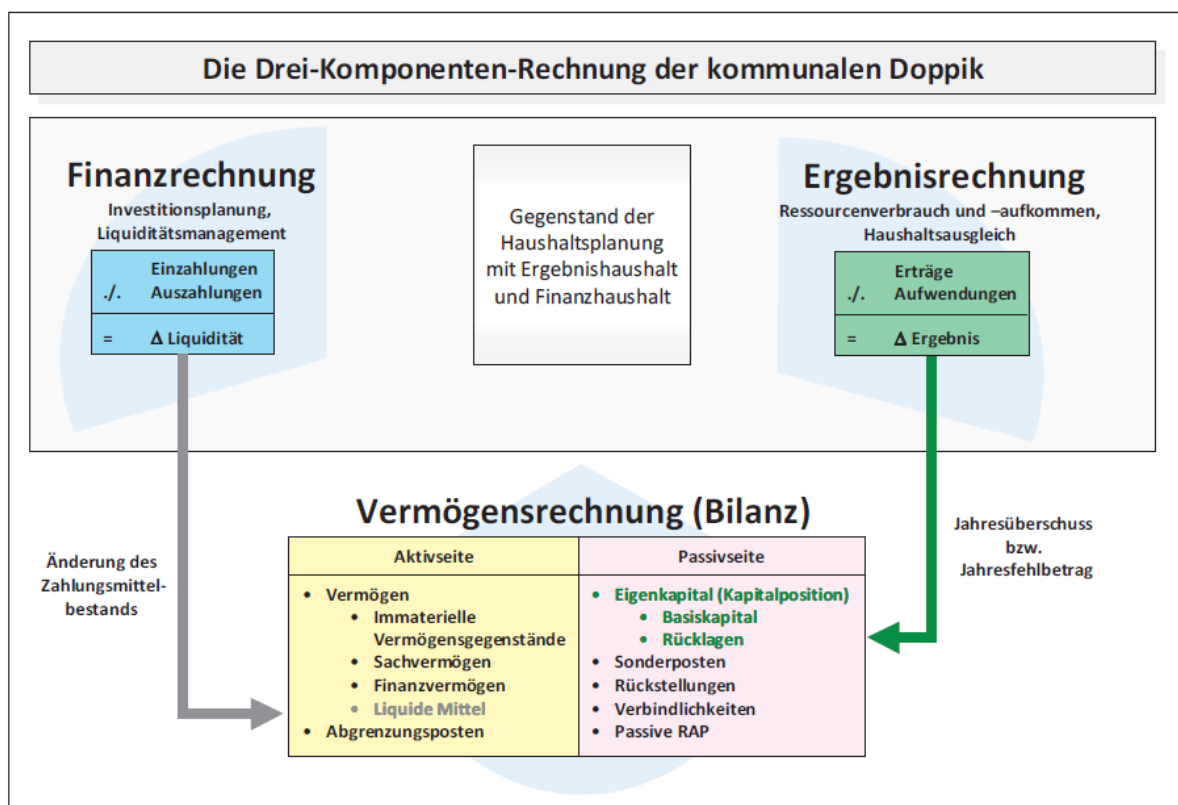 Die Drei-Komponenten-Rechnung der kommunalen Doppik
Finanzrechnung
Investitionsplanung,
Liquiditätsmanagement
Einzahlungen
./. Auszahlungen
= Δ Liquidität
Gegenstand der
Haushaltsplanung
mit Ergebnishaushalt
und Finanzhaushalt
Ergebnisrechnung
Ressourcenverbrauch und –aufkommen,
Haushaltsausgleich
Erträge
./. Aufwendungen
= Δ Ergebnis
Änderung des
Zahlungsmittel-
bestands
Vermögensrechnung (Bilanz)
Aktivseite
• Vermögen
• Immaterielle
Vermögensgegenstände
• Sachvermögen
• Finanzvermögen
• Liquide Mittel
• Abgrenzungsposten
Passivseite
• Eigenkapital (Kapitalposition)
• Basiskapital
• Rücklagen
• Sonderposten
• Rückstellungen
• Verbindlichkeiten
• Passive RAP
Jahresüberschuss
bzw.
Jahresfehlbetrag